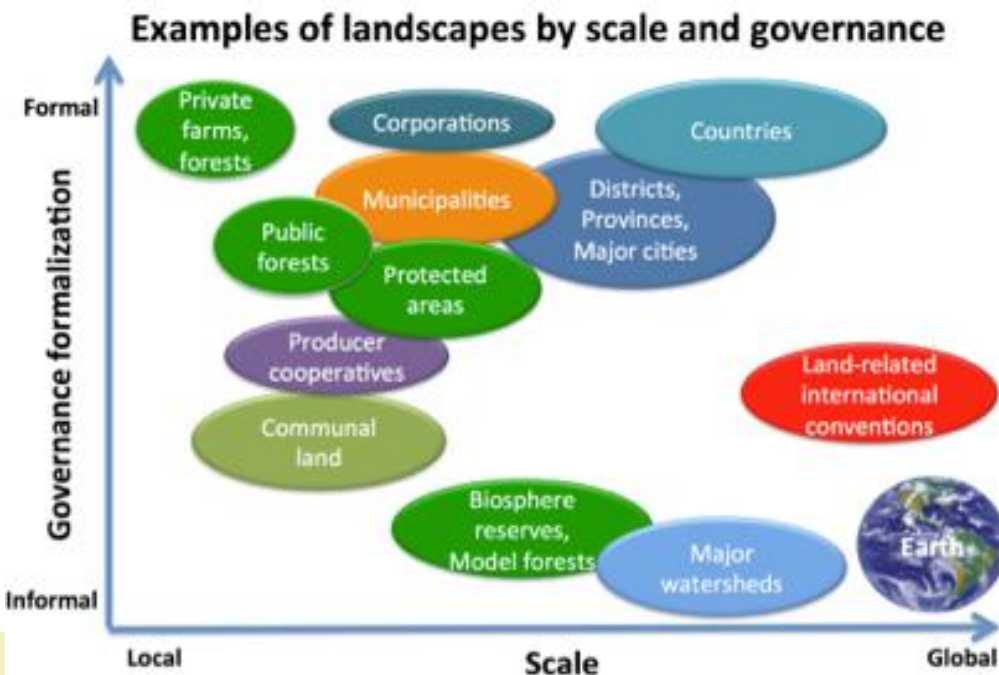 Examples of landscapes by scale and governance
Formal
Governance formalization
Informal
Private
farms,
forests
Corporations
Countries
Municipalities
Districts,
Provinces,
Major cities
Public
forests
Protected
areas
Producer
cooperatives
Land-related
international
conventions
Communal
land
Biosphere
reserves,
Model forests
Major
watersheds
Earth
Local
Scale
Global